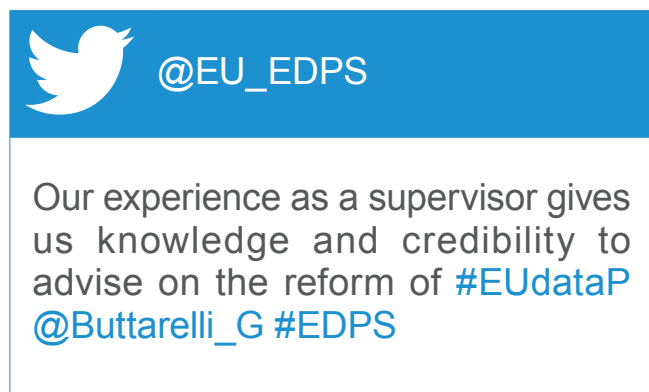 @EU_EDPS
Our experience as a supervisor gives
us knowledge and credibility to
advise on the reform of #EUdataP
@Buttarelli_G #EDPS